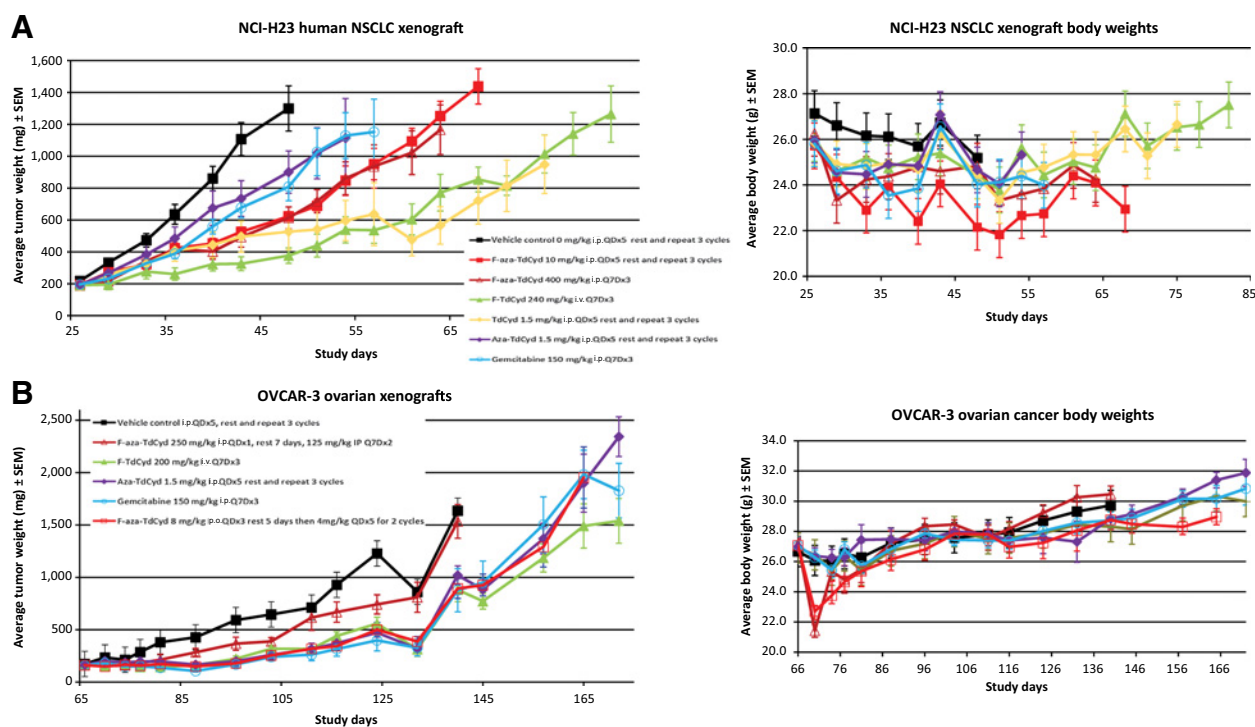 A
NCI-H23 human NSCLC xenograft
Average tumor weight (mg) ± SEM
1,600
1,400
1,200
1,000
800
600
400
200
0
26
35
45
55
65
Study days
Vehicle control 0 mg/kg i.p.QDx5 rest and repeat 3 cycles
F-aza-TdCyd 10 mg/kg i.p.QDx5 rest and repeat 3 cycles
F-aza-TdCyd 400 mg/kg i.p.Q7Dx3
F-TdCyd 240 mg/kg i.v.Q7Dx3
TdCyd 1.5 mg/kg i.p.QDx5 rest and repeat 3 cycles
Aza-TdCyd 1.5 mg/kg i.p.QDx5 rest and repeat 3 cycles
Gemcitabine 150 mg/kg i.p.Q7Dx3
NCI-H23 NSCLC xenograft body weights
Average body weight (g) ± SEM
30.0
28.0
26.0
24.0
22.0
20.0
25
35
45
55
65
75
85
Study days
B
OVCAR-3 ovarian xenografts
Average tumor weight (mg) ± SEM)
2,500
2,000
1,500
1,000
500
0
65
85
105
125
145
165
Study days
Vehicle control i.p.QDx5, rest and repeat 3 cycles
F-aza-TdCyd 250 mg/kg i.p.QDx1, rest 7 days, 125 mg/kg IP Q7Dx2
F-TdCyd 200 mg/kg i.v.Q7Dx3
Aza-TdCyd 1.5 mg/kg i.p.QDx5 rest and repeat 3 cycles
Gemcitabine 150 mg/kg i.p.Q7Dx3
F-aza-TdCyd 8 mg/kg p.o.QDx3 rest 5 days then 4mg/kg QDx5 for 2 cycles
OVCAR-3 ovarian cancer body weights
Average body weight (g) ± SEM
34.0
32.0
30.0
28.0
26.0
24.0
22.0
20.0
66
76
86
96
106
116
126
136
146
156
166
Study days